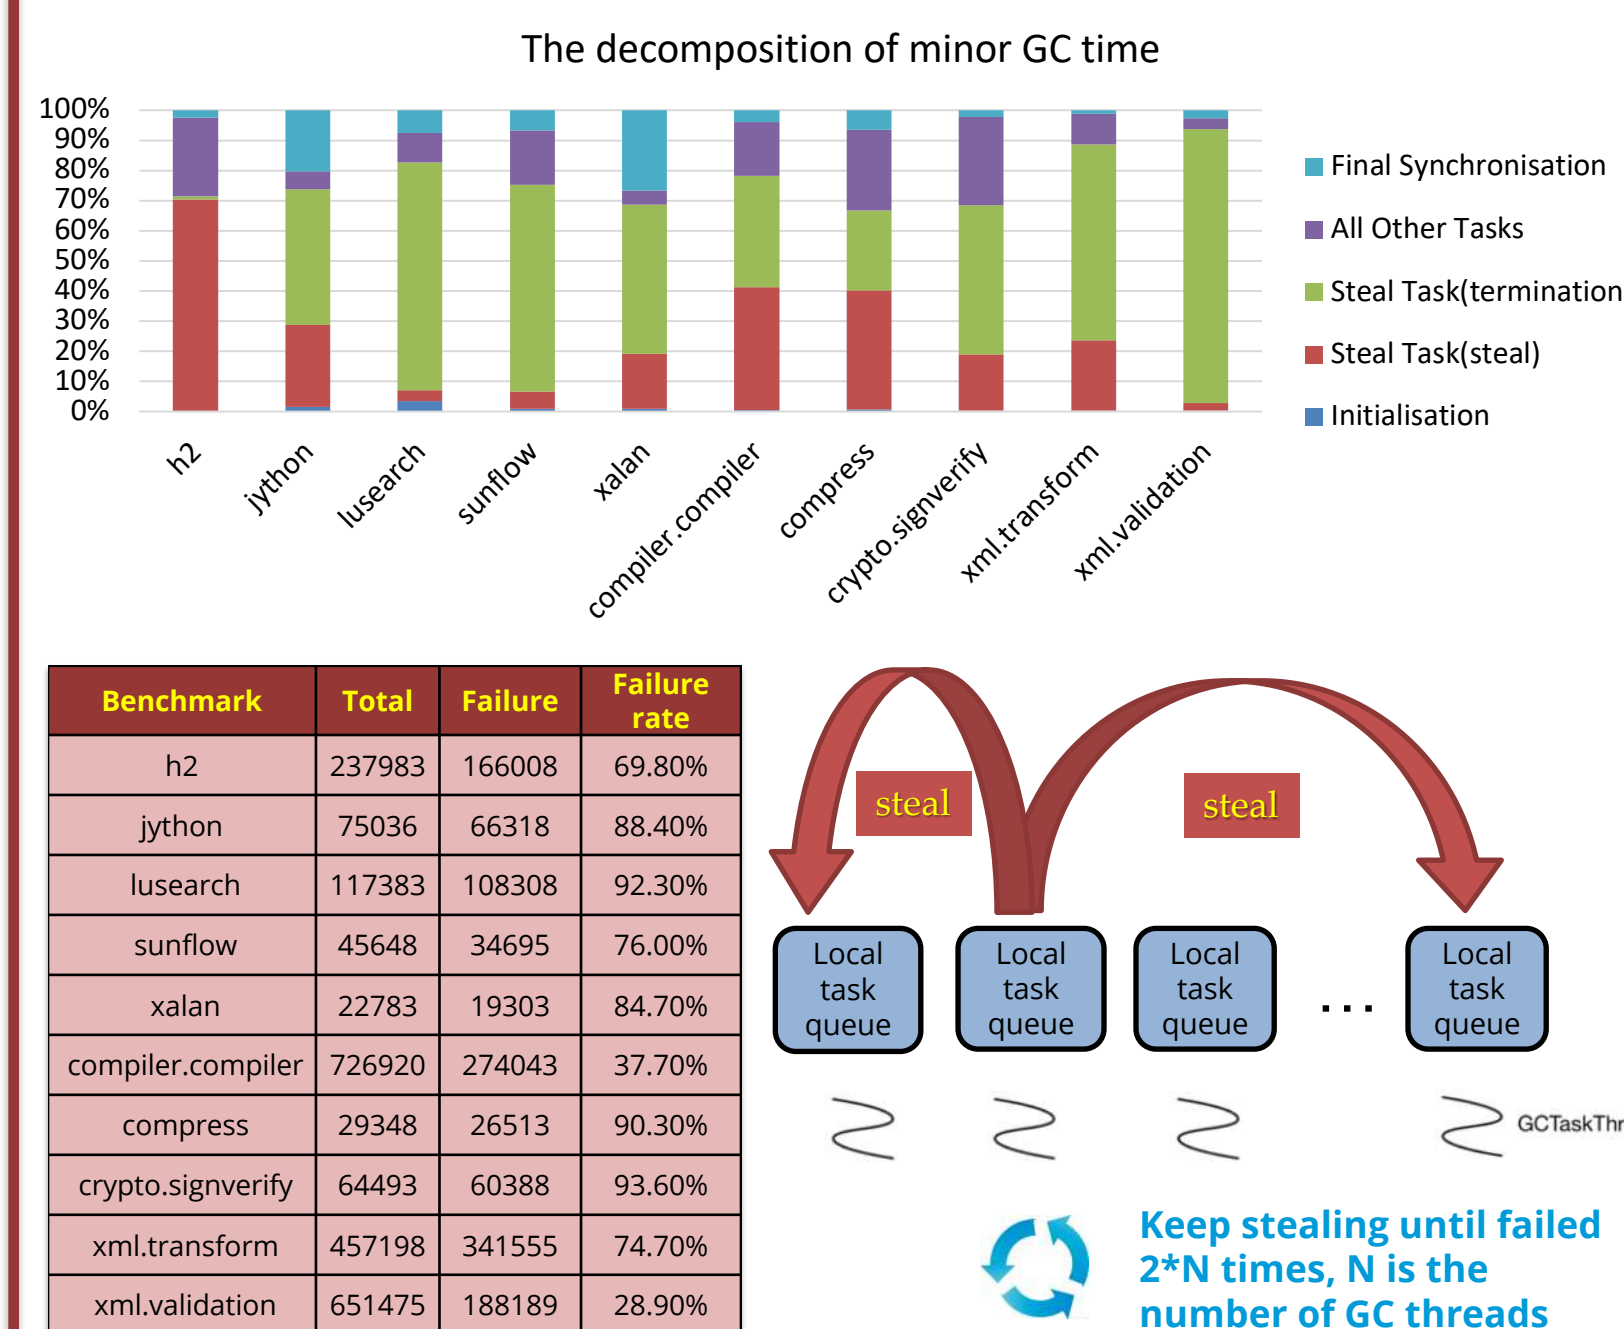 The decomposition of minor GC time
100%
90%
80%
70%
60%
50%
40%
30%
20%
10%
0%
h2
jython
lusearch
sunflow
xalan
compiler.compiler
compress
crypto.signverify
xml.transform
xml.validation
Final Synchronisation
All Other Tasks
Steal Task(termination
Steal Task(steal)
Initialisation
Benchmark Total Failure Failure rate
h2 237983 166008 69.80%
jython 75036 66318 88.40%
lusearch 117383 108308 92.30%
sunflow 45648 34695 76.00%
xalan 22783 19303 84.70%
compiler.compiler 726920 274043 37.70%
compress 29348 26513 90.30%
crypto.signverify 64493 60388 93.60%
xml.transform 457198 341555 74.70%
xml.validation 651475 188189 28.90%
steal
steal
Local task queue
Local task queue
Local task queue
...
Local task queue
GCTaskThr
Keep stealing until failed
2*N times, N is the
number of GC threads